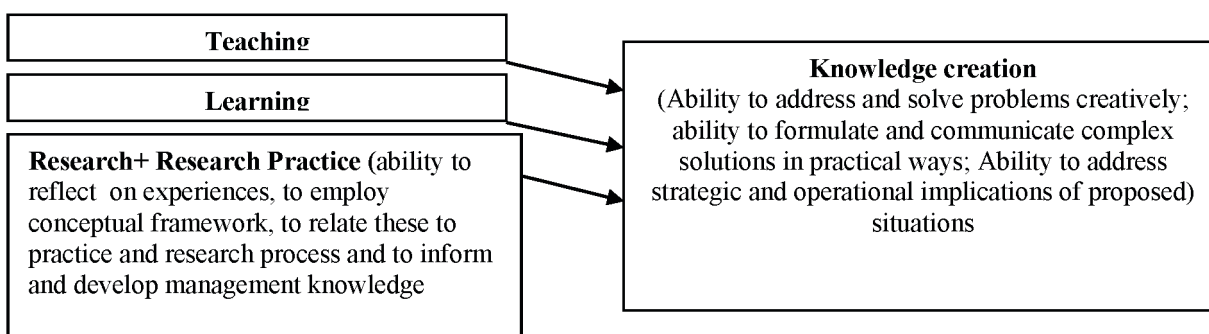 Teaching
Learning
Research+ Research Practice (ability to
reflect on experiences, to employ
conceptual framework, to relate these to
practice and research process and to inform
and develop management knowledge
Knowledge creation
(Ability to address and solve problems creatively;
ability to formulate and communicate complex
solutions in practical ways; Ability to address
strategic and operational implications of proposed)
situations